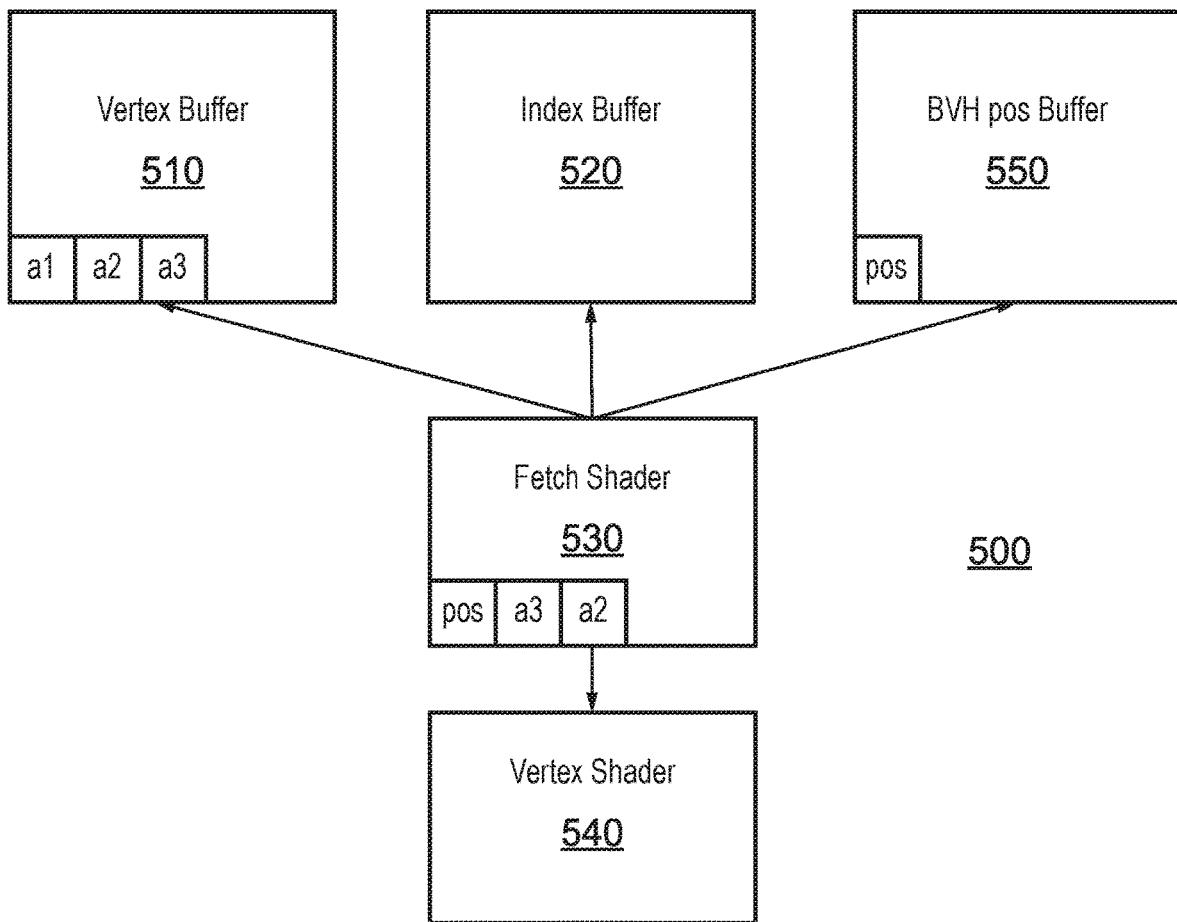 Vertex Buffer
510
a1 a2 a3
Index Buffer
520
BVH pos Buffer
550
pos
Fetch Shader
530
pos a3 a2
500
Vertex Shader
540